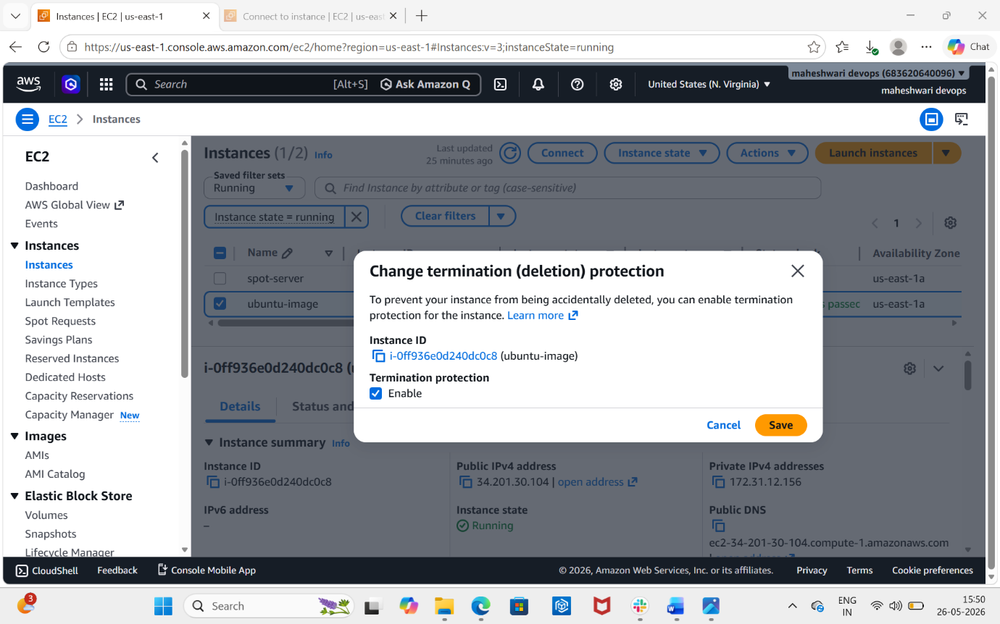 Instances | EC2 | us-east-1
Connect to instance | EC2 | us-eas
https://us-east-1.console.aws.amazon.com/ec2/home?region=us-east-1#Instances:v=3;instanceState=running
Chat
aws
Search [Alt+S] Ask Amazon Q
United States (N. Virginia)
maheshwari devops (683620640096)
maheshwari devops
EC2 Instances
EC2
Dashboard
AWS Global View
Events
Instances
Instances
Instance Types
Launch Templates
Spot Requests
Savings Plans
Reserved Instances
Dedicated Hosts
Capacity Reservations
Capacity Manager New
Images
AMIs
AMI Catalog
Elastic Block Store
Volumes
Snapshots
Lifecycle Manager
Instances (1/2) Info
Last updated
25 minutes ago
Connect
Instance state
Actions
Launch instances
Saved filter sets
Running
Find Instance by attribute or tag (case-sensitive)
Instance state = running
Clear filters
1
Name
Availability Zone
spot-server
us-east-1a
ubuntu-image
passec
us-east-1a
Change termination (deletion) protection
To prevent your instance from being accidentally deleted, you can enable termination
protection for the instance. Learn more
Instance ID
i-0ff936e0d240dc0c8 (ubuntu-image)
Termination protection
Enable
Cancel
Save
i-0ff936e0d240dc0c8 (
Details
Status and
Instance summary Info
Instance ID
i-0ff936e0d240dc0c8
Public IPv4 address
34.201.30.104 | open address
Private IPv4 addresses
172.31.12.156
IPv6 address
–
Instance state
Running
Public DNS
ec2-34-201-30-104.compute-1.amazonaws.com
CloudShell
Feedback
Console Mobile App
© 2026, Amazon Web Services, Inc. or its affiliates.
Privacy
Terms
Cookie preferences
3
Search
ENG
IN
15:50
26-05-2026